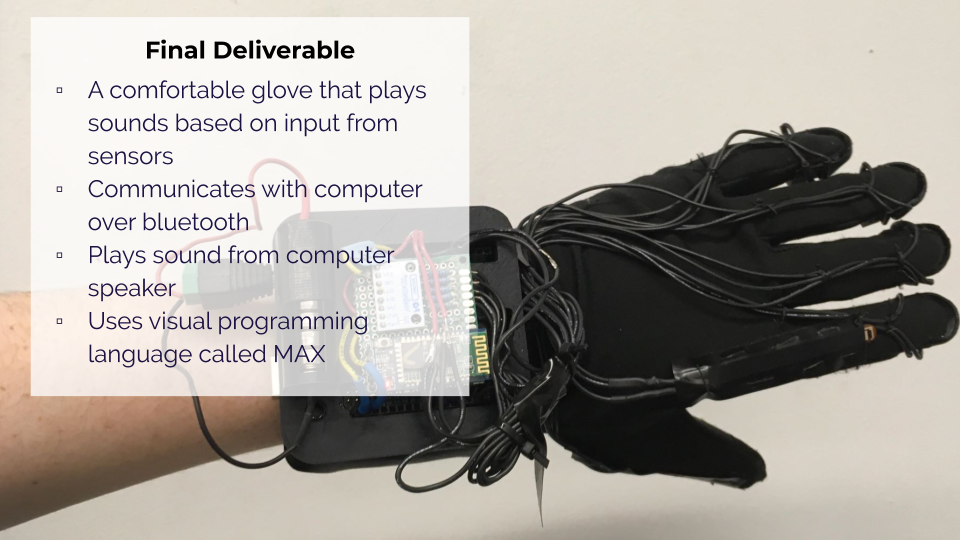 Final Deliverable
▫ A comfortable glove that plays
sounds based on input from
sensors
▫ Communicates with computer
over bluetooth
▫ Plays sound from computer
speaker
▫ Uses visual programming
language called MAX